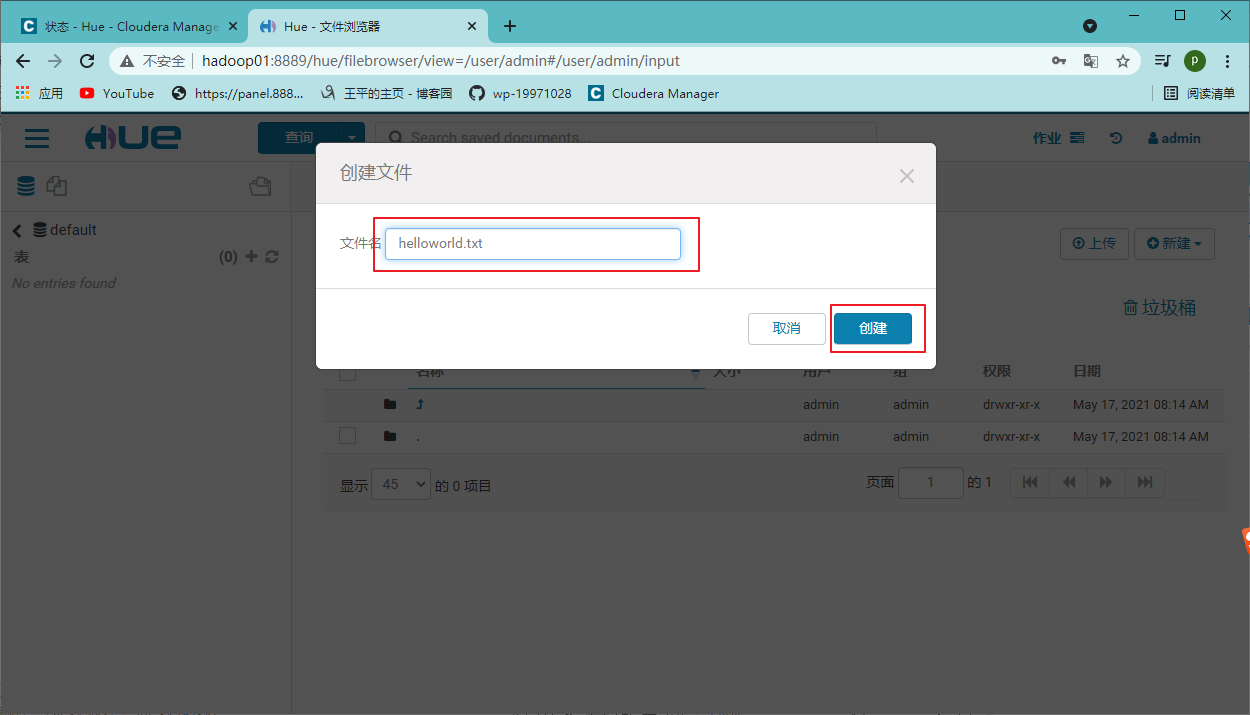 状态 - Hue - Cloudera Manage
Hue - 文件浏览器
不安全 hadoop01:8889/hue/filebrowser/view=/user/admin#/user/admin/input P
应用 YouTube https://panel.888... 王平的主页 - 博客园 wp-19971028 Cloudera Manager 阅读清单
HUE 查询 Search saved documents... 作业 admin
创建文件
default
文件名 helloworld.txt
上传 新建
表 (0)
No entries found
垃圾桶
取消 创建
名称 大小 用户 组 权限 日期
admin admin drwxr-xr-x May 17, 2021 08:14 AM
. admin admin drwxr-xr-x May 17, 2021 08:14 AM
显示 45 的 0 项目 页面 1 的 1